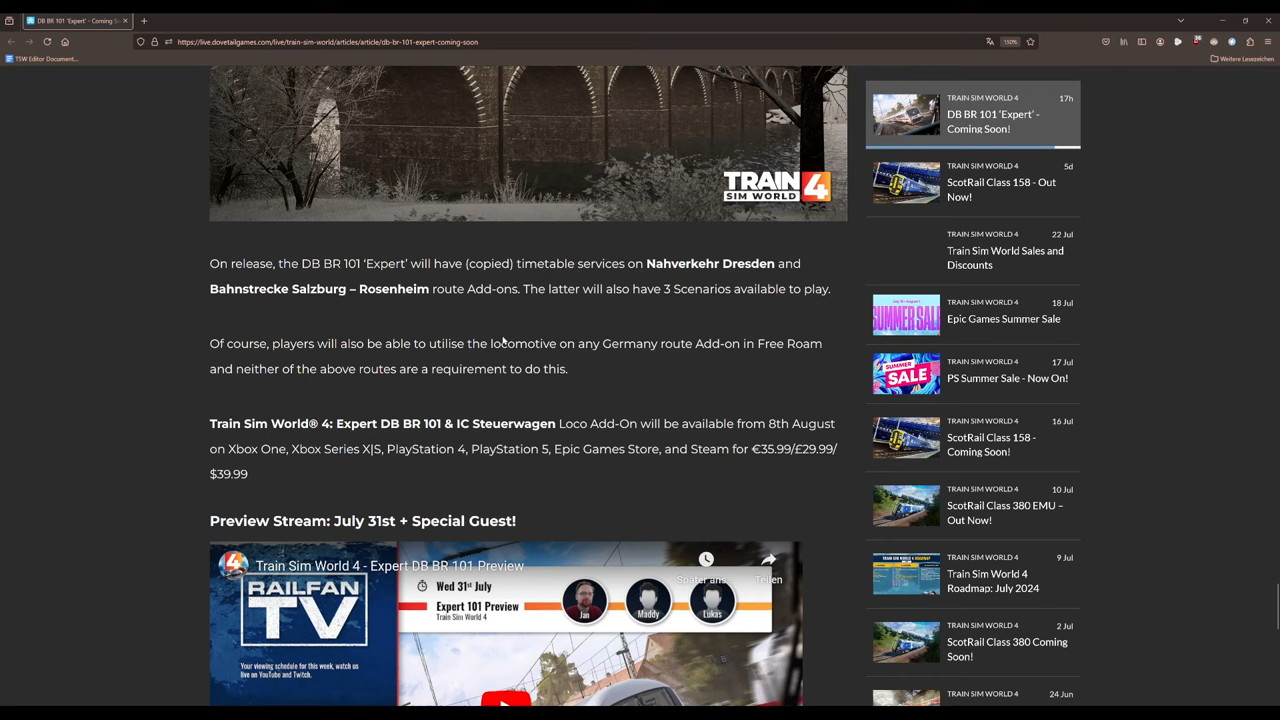 DB BR 101 'Expert' - Coming S
https://live.dovetailgames.com/live/train-sim-world/articles/article/db-br-101-expert-coming-soon
150%
36
TSW Editor Document...
Weitere Lesezeichen
TRAIN 4
SIM WORLD
On release, the DB BR 101 ‘Expert’ will have (copied) timetable services on Nahverkehr Dresden and
Bahnstrecke Salzburg – Rosenheim route Add-ons. The latter will also have 3 Scenarios available to play.
Of course, players will also be able to utilise the locomotive on any Germany route Add-on in Free Roam
and neither of the above routes are a requirement to do this.
Train Sim World® 4: Expert DB BR 101 & IC Steuerwagen Loco Add-On will be available from 8th August
on Xbox One, Xbox Series X|S, PlayStation 4, PlayStation 5, Epic Games Store, and Steam for €35.99/£29.99/
$39.99
Preview Stream: July 31st + Special Guest!
4
Train Sim World 4 - Expert DB BR 101 Preview
Später ans...
Teilen
RAILFAN
TV
Your viewing schedule for this week, watch us
live on YouTube and Twitch.
Wed 31st July
Expert 101 Preview
Train Sim World 4
Jan
Maddy
Lukas
TRAIN SIM WORLD 4 17h
DB BR 101 ‘Expert’ -
Coming Soon!
TRAIN SIM WORLD 4 5d
ScotRail Class 158 - Out
Now!
TRAIN SIM WORLD 4 22 Jul
Train Sim World Sales and
Discounts
SUMMER SALE
TRAIN SIM WORLD 4 18 Jul
Epic Games Summer Sale
SUMMER
SALE
TRAIN SIM WORLD 4 17 Jul
PS Summer Sale - Now On!
TRAIN SIM WORLD 4 16 Jul
ScotRail Class 158 -
Coming Soon!
TRAIN SIM WORLD 4 10 Jul
ScotRail Class 380 EMU –
Out Now!
TRAIN SIM WORLD 4 9 Jul
Train Sim World 4
Roadmap: July 2024
TRAIN SIM WORLD 4 2 Jul
ScotRail Class 380 Coming
Soon!
TRAIN SIM WORLD 4 24 Jun